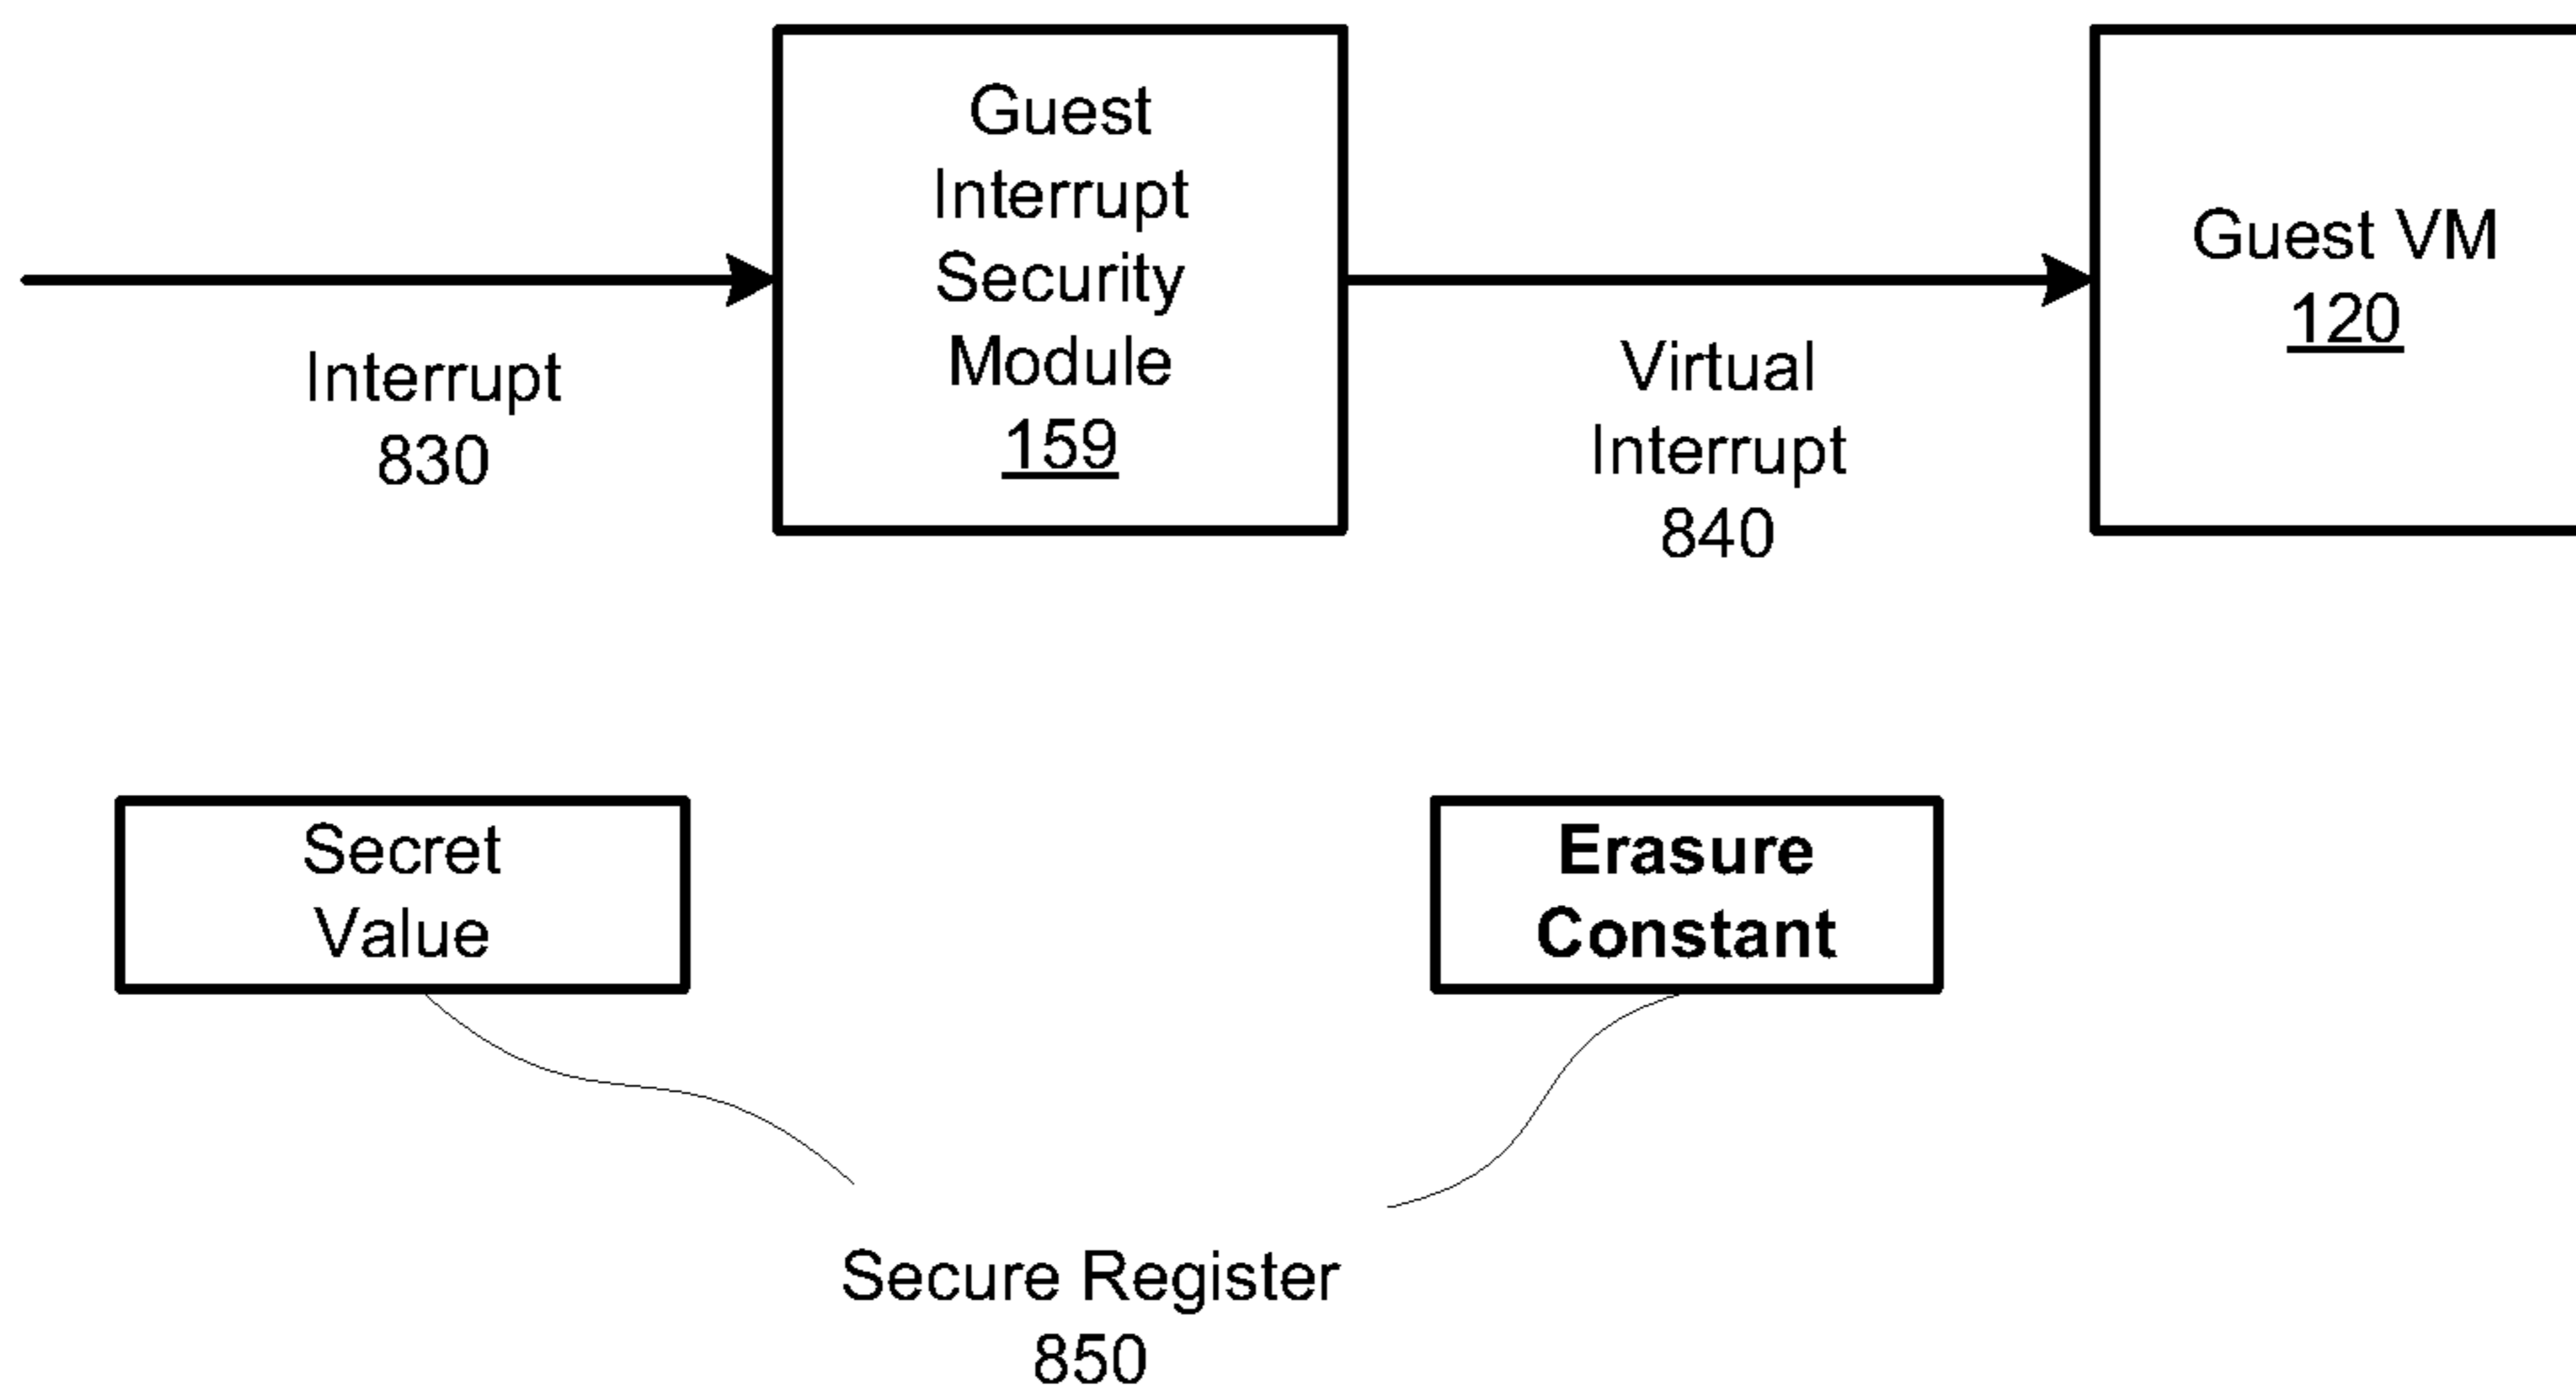 Guest
Interrupt
Security
Module
159
Guest VM
120
Interrupt
830
Virtual
Interrupt
840
Secret
Value
Erasure
Constant
Secure Register
850